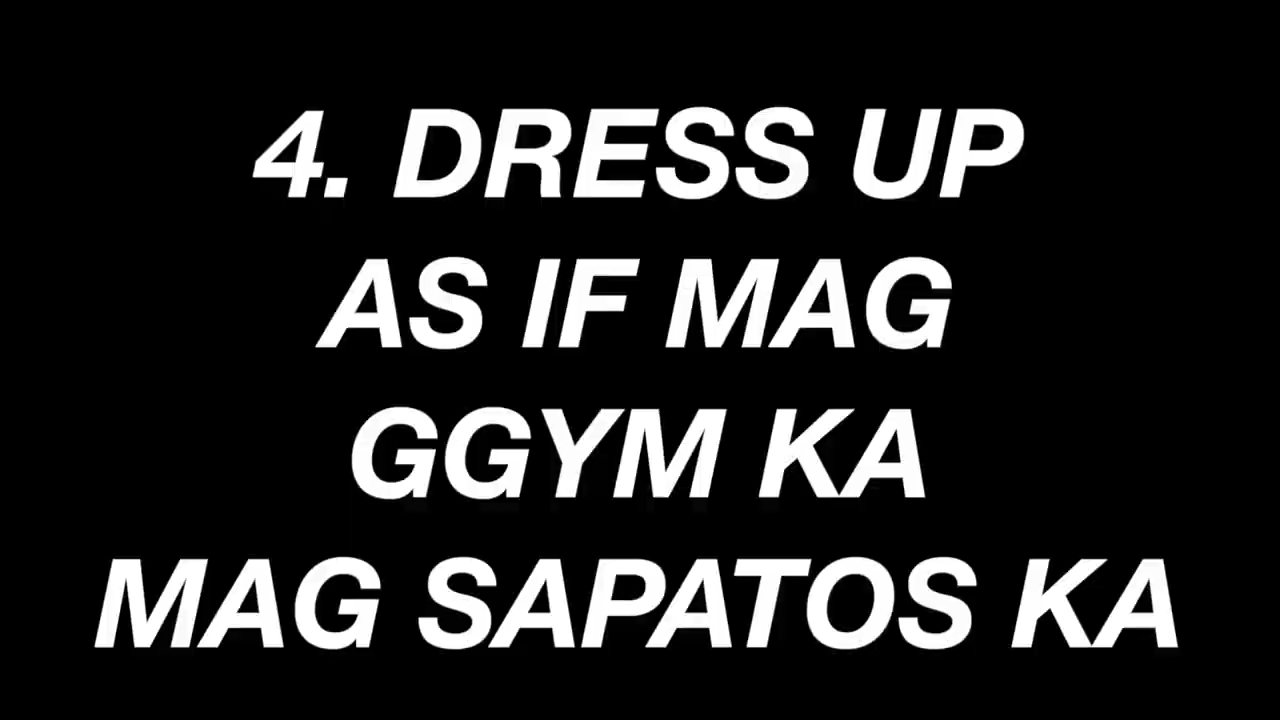 4. DRESS UP
AS IF MAG
GGYM KA
MAG SAPATOS KA